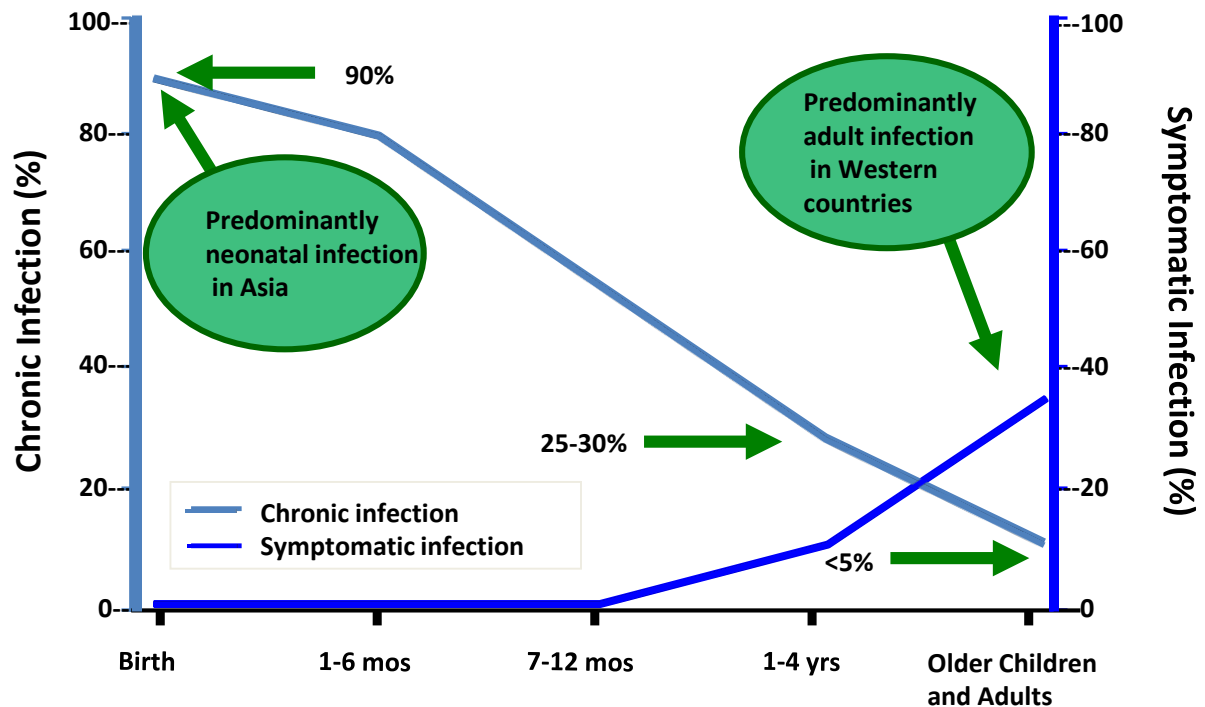 Chronic Infection (%)
100--
80---
60---
40---
20---
0--
90%
Predominantly
neonatal infection
in Asia
Predominantly
adult infection
in Western
countries
25-30%
<5%
Chronic infection
Symptomatic infection
--100
--80
--60
--40
--20
--0
Symptomatic Infection (%)
Birth
1-6 mos
7-12 mos
1-4 yrs
Older Children
and Adults